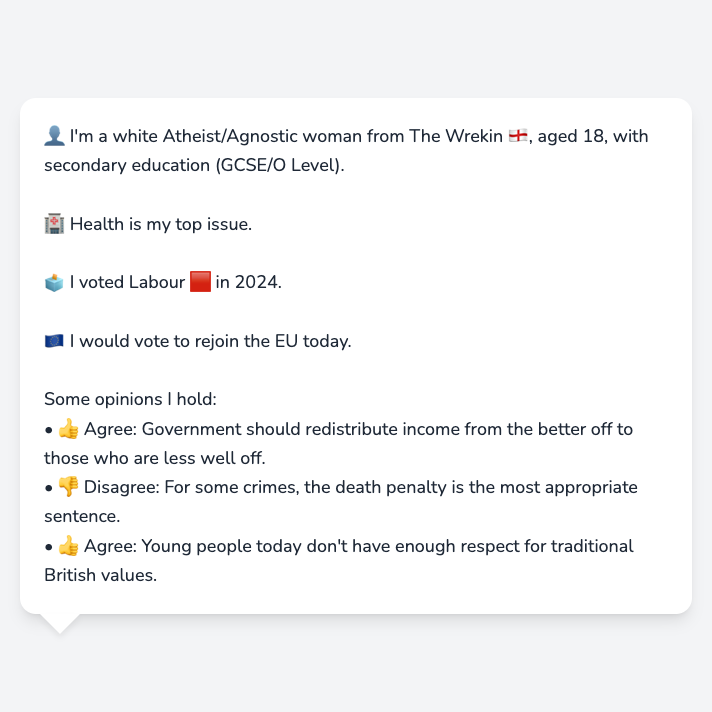 👤 I'm a white Atheist/Agnostic woman from The Wrekin 🏴󠁧󠁢󠁥󠁮󠁧󠁿, aged 18, with
secondary education (GCSE/O Level).
🏥 Health is my top issue.
🗳️ I voted Labour 🟥 in 2024.
🇪🇺 I would vote to rejoin the EU today.
Some opinions I hold:
• 👍 Agree: Government should redistribute income from the better off to
those who are less well off.
• 👎 Disagree: For some crimes, the death penalty is the most appropriate
sentence.
• 👍 Agree: Young people today don't have enough respect for traditional
British values.